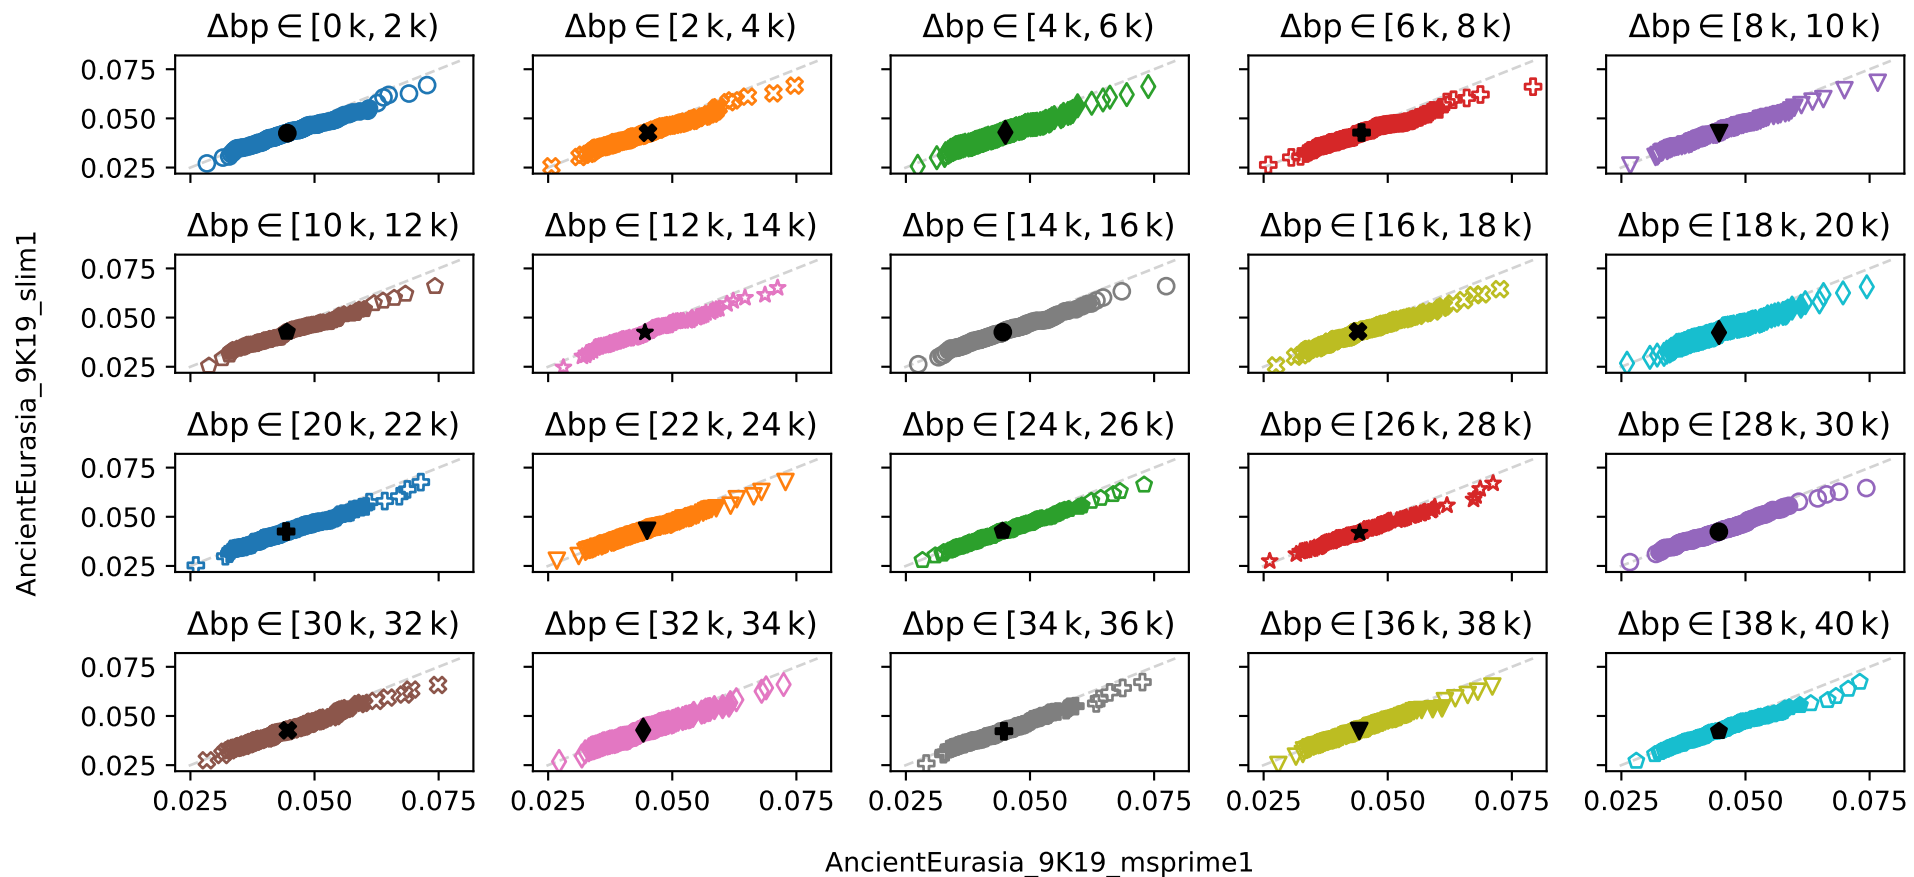 Δbp ∈ [0 k, 2 k) Δbp ∈ [2 k, 4 k) Δbp ∈ [4 k, 6 k) Δbp ∈ [6 k, 8 k) Δbp ∈ [8 k, 10 k)
0.075
0.050
0.025
Δbp ∈ [10 k, 12 k) Δbp ∈ [12 k, 14 k) Δbp ∈ [14 k, 16 k) Δbp ∈ [16 k, 18 k) Δbp ∈ [18 k, 20 k)
0.075
0.050
0.025
AncientEurasia_9K19_slim1
Δbp ∈ [20 k, 22 k) Δbp ∈ [22 k, 24 k) Δbp ∈ [24 k, 26 k) Δbp ∈ [26 k, 28 k) Δbp ∈ [28 k, 30 k)
0.075
0.050
0.025
Δbp ∈ [30 k, 32 k) Δbp ∈ [32 k, 34 k) Δbp ∈ [34 k, 36 k) Δbp ∈ [36 k, 38 k) Δbp ∈ [38 k, 40 k)
0.075
0.050
0.025
0.025 0.050 0.075 0.025 0.050 0.075 0.025 0.050 0.075 0.025 0.050 0.075 0.025 0.050 0.075
AncientEurasia_9K19_msprime1